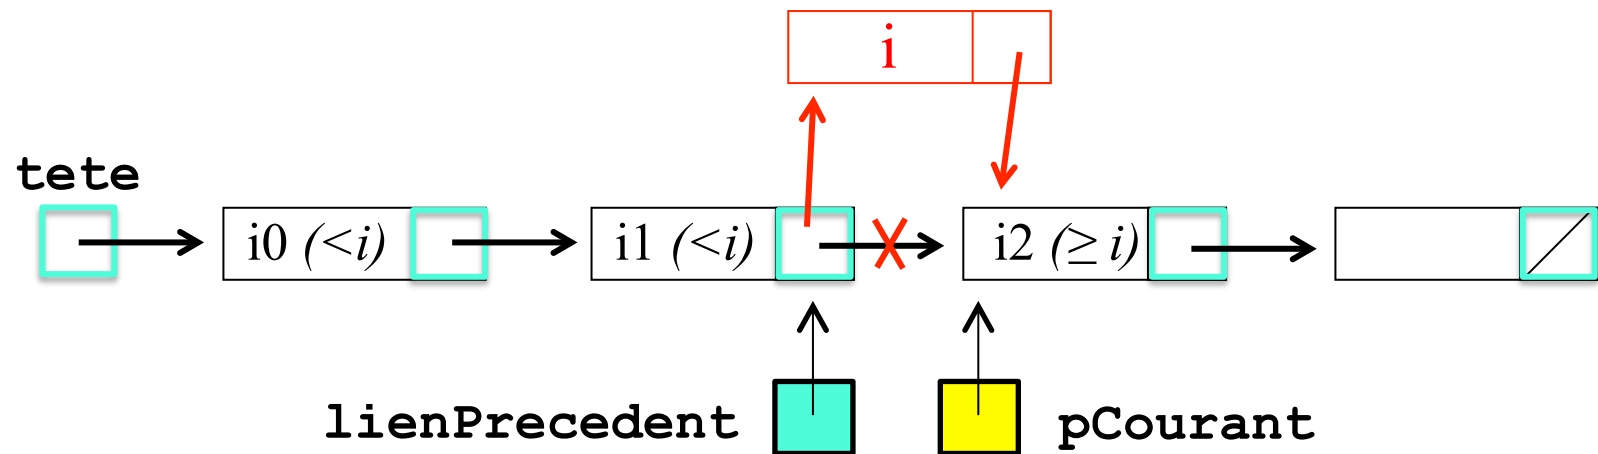 i
tete
i0 (<i)
i1 (<i)
i2 (≥ i)
lienPrecedent
pCourant